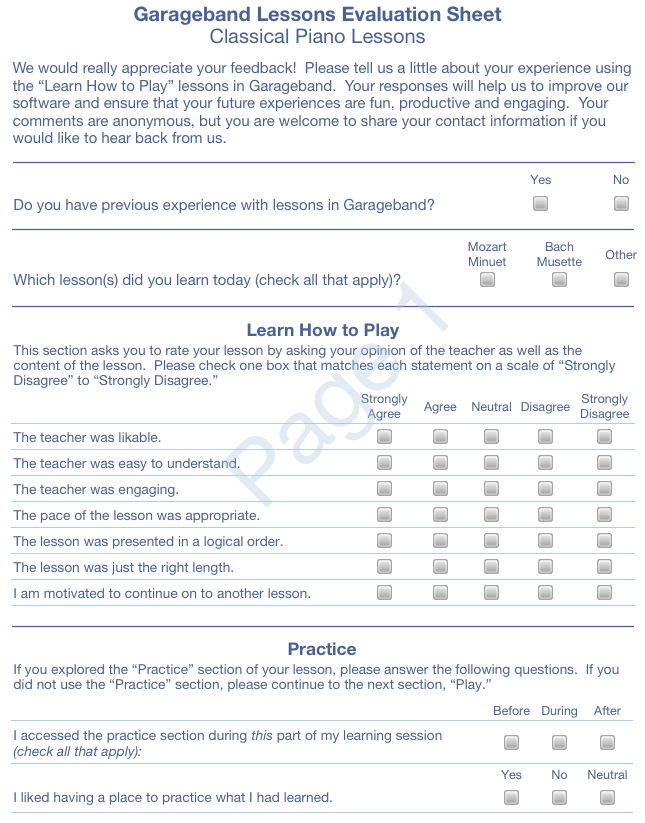 Garageband Lessons Evaluation Sheet
Classical Piano Lessons
We would really appreciate your feedback! Please tell us a little about your experience using
the “Learn How to Play” lessons in Garageband. Your responses will help us to improve our
software and ensure that your future experiences are fun, productive and engaging. Your
comments are anonymous, but you are welcome to share your contact information if you
would like to hear back from us.
Yes No
Do you have previous experience with lessons in Garageband?
Mozart Minuet Bach Musette Other
Which lesson(s) did you learn today (check all that apply)?
Learn How to Play
This section asks you to rate your lesson by asking your opinion of the teacher as well as the
content of the lesson. Please check one box that matches each statement on a scale of “Strongly
Disagree” to “Strongly Disagree.”
Strongly Agree Agree Neutral Disagree Strongly Disagree
The teacher was likable.
The teacher was easy to understand.
The teacher was engaging.
The pace of the lesson was appropriate.
The lesson was presented in a logical order.
The lesson was just the right length.
I am motivated to continue on to another lesson.
Page 1
Practice
If you explored the “Practice” section of your lesson, please answer the following questions. If you
did not use the “Practice” section, please continue to the next section, “Play.”
Before During After
I accessed the practice section during this part of my learning session
(check all that apply):
Yes No Neutral
I liked having a place to practice what I had learned.